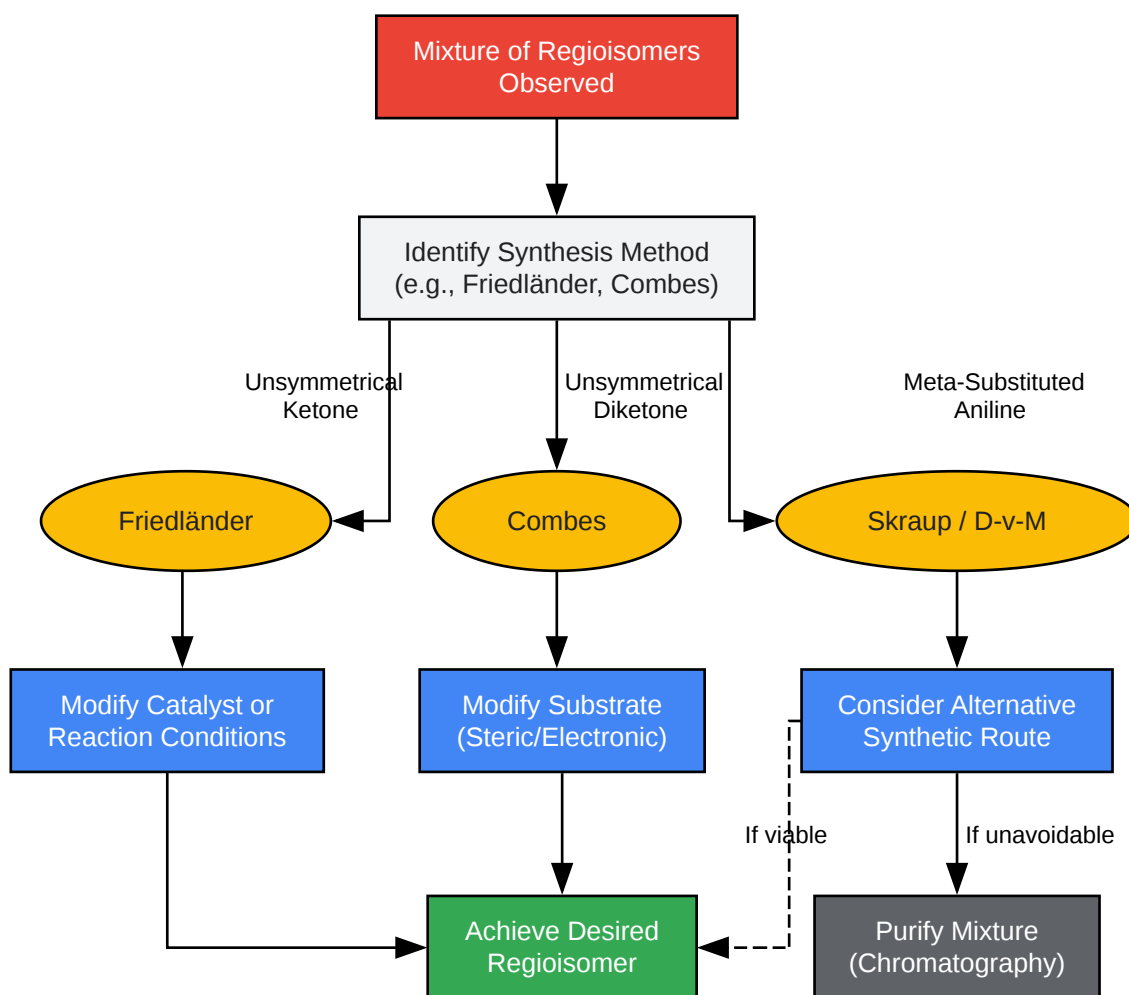 Mixture of Regioisomers
Observed
Identify Synthesis Method
(e.g., Friedländer, Combes)
Unsymmetrical
Ketone
Unsymmetrical
Diketone
Meta-Substituted
Aniline
Friedländer
Combes
Skraup / D-v-M
Modify Catalyst or
Reaction Conditions
Modify Substrate
(Steric/Electronic)
Consider Alternative
Synthetic Route
If viable
If unavoidable
Achieve Desired
Regioisomer
Purify Mixture
(Chromatography)